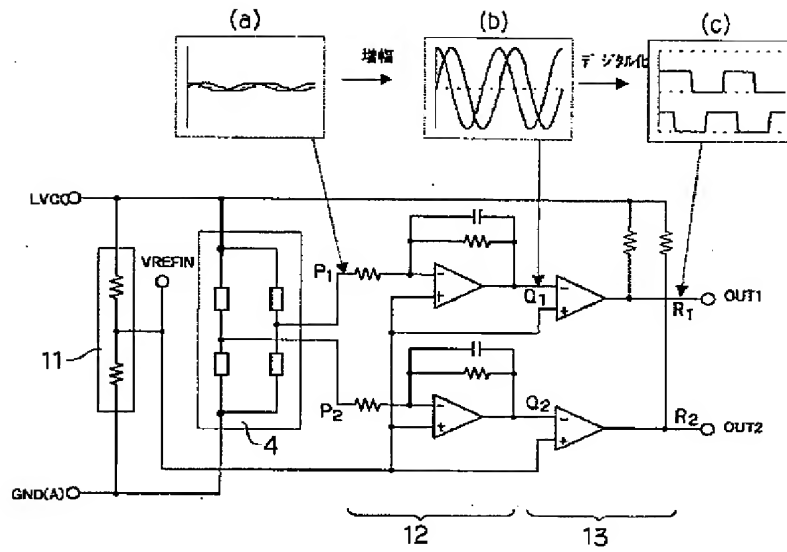 (a)
(b)
(c)
増幅
デジタル化
LVCC
VREFIN
P1
Q1
R1
OUT1
11
P2
Q2
R2
OUT2
4
GND(A)
12
13